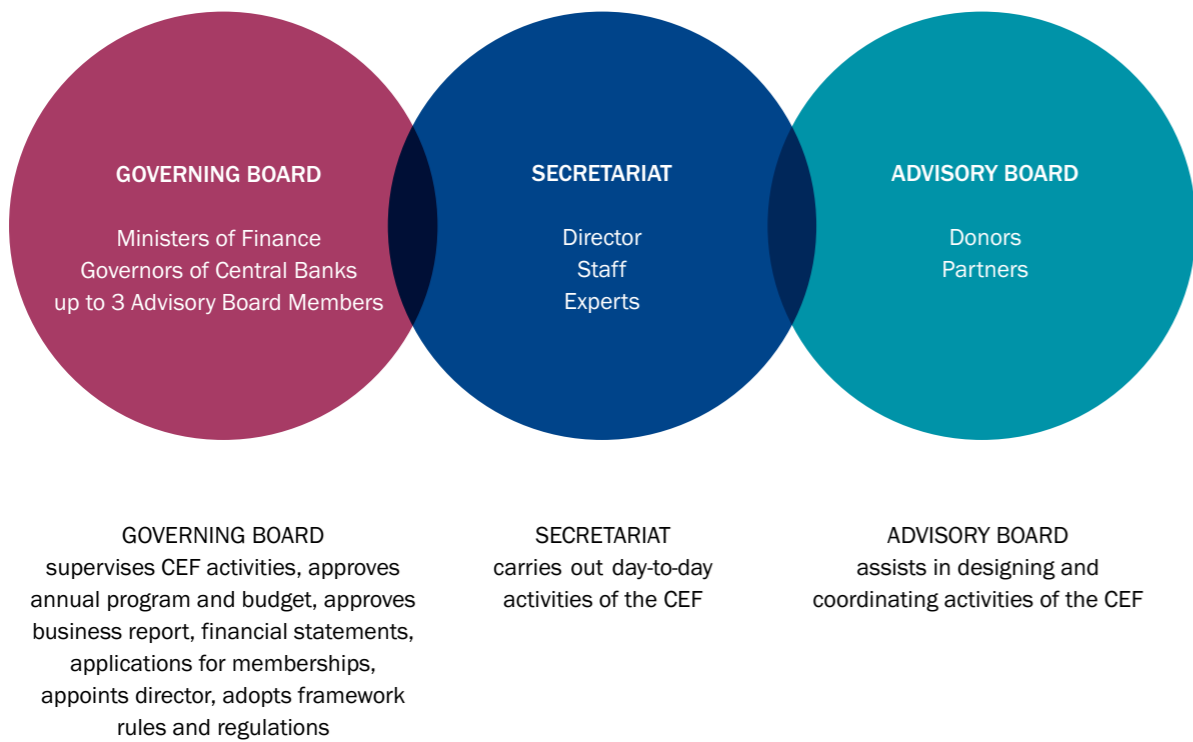 GOVERNING BOARD
Ministers of Finance
Governors of Central Banks
up to 3 Advisory Board Members
SECRETARIAT
Director
Staff
Experts
ADVISORY BOARD
Donors
Partners
GOVERNING BOARD
supervises CEF activities, approves
annual program and budget, approves
business report, financial statements,
applications for memberships,
appoints director, adopts framework
rules and regulations
SECRETARIAT
carries out day-to-day
activities of the CEF
ADVISORY BOARD
assists in designing and
coordinating activities of the CEF